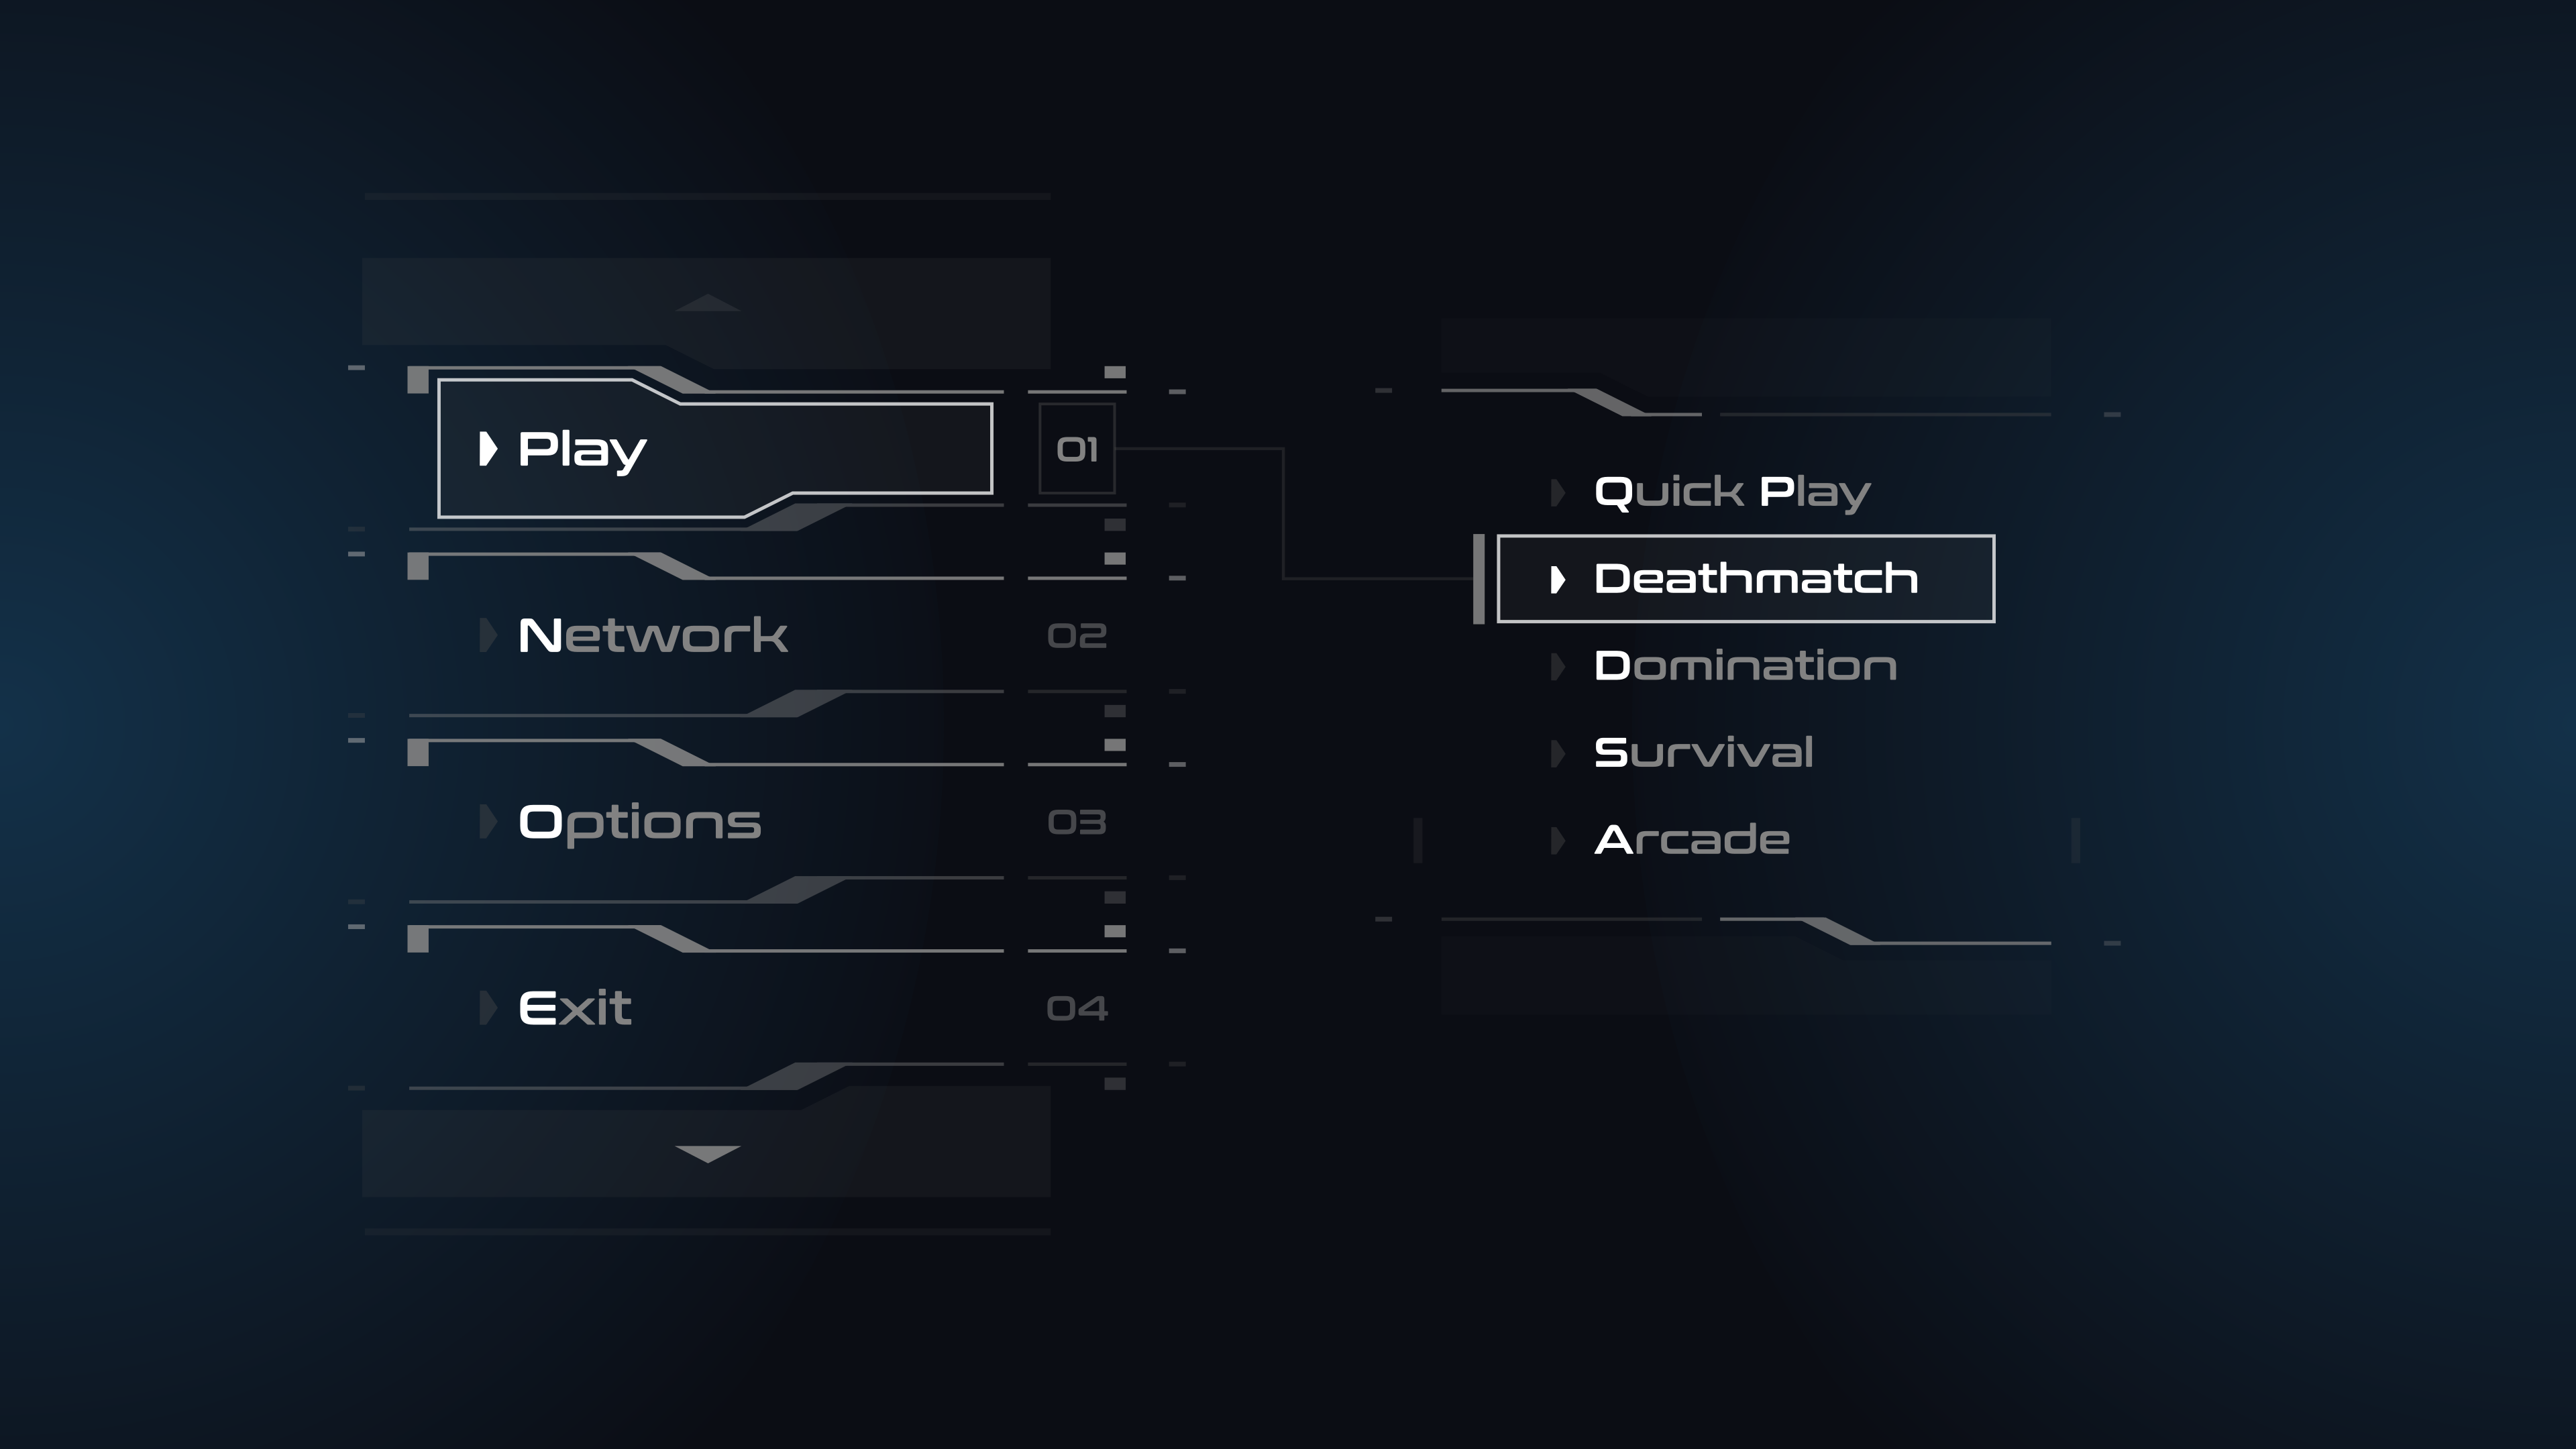 Play 01
Network 02
Options 03
Exit 04
Quick Play
Deathmatch
Domination
Survival
Arcade